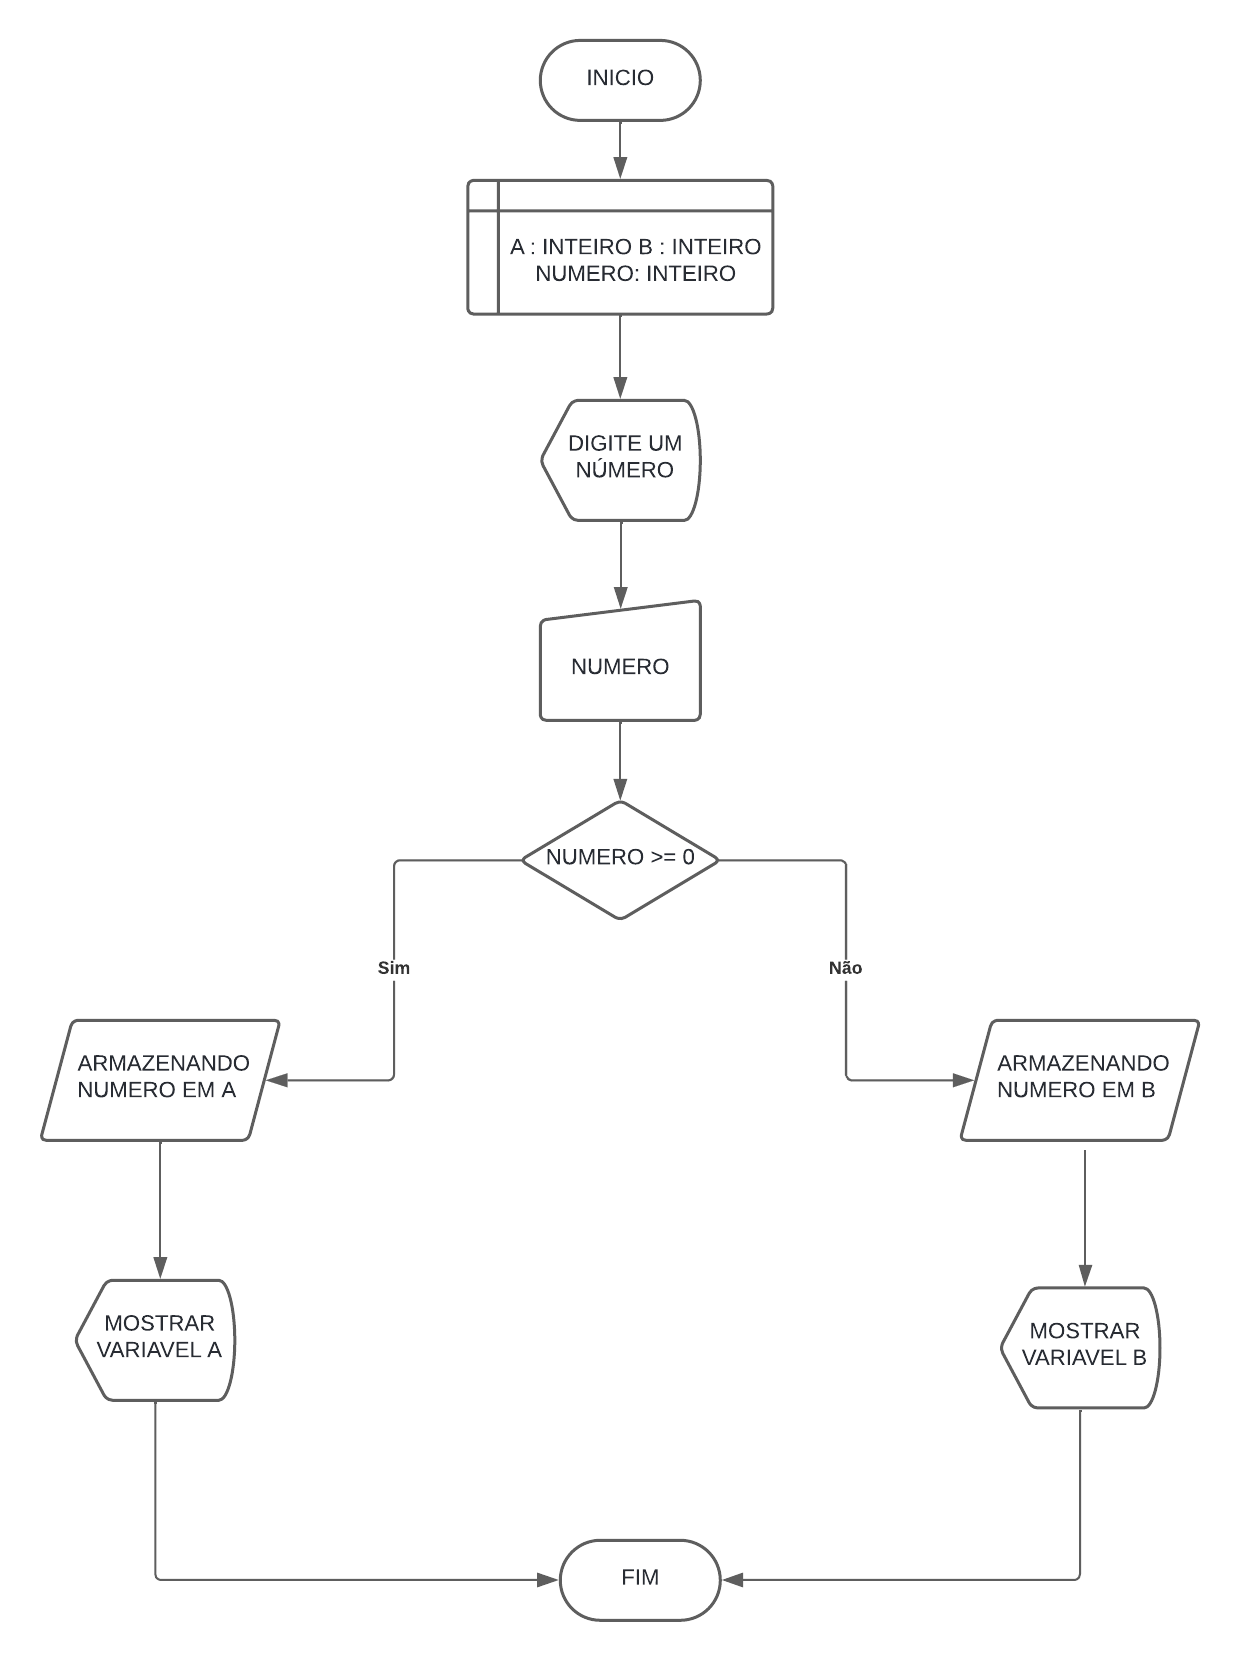 INICIO
A : INTEIRO B : INTEIRO
NUMERO: INTEIRO
DIGITE UM
NÚMERO
NUMERO
NUMERO >= 0
Sim
Não
ARMAZENANDO
NUMERO EM A
ARMAZENANDO
NUMERO EM B
MOSTRAR
VARIAVEL A
MOSTRAR
VARIAVEL B
FIM